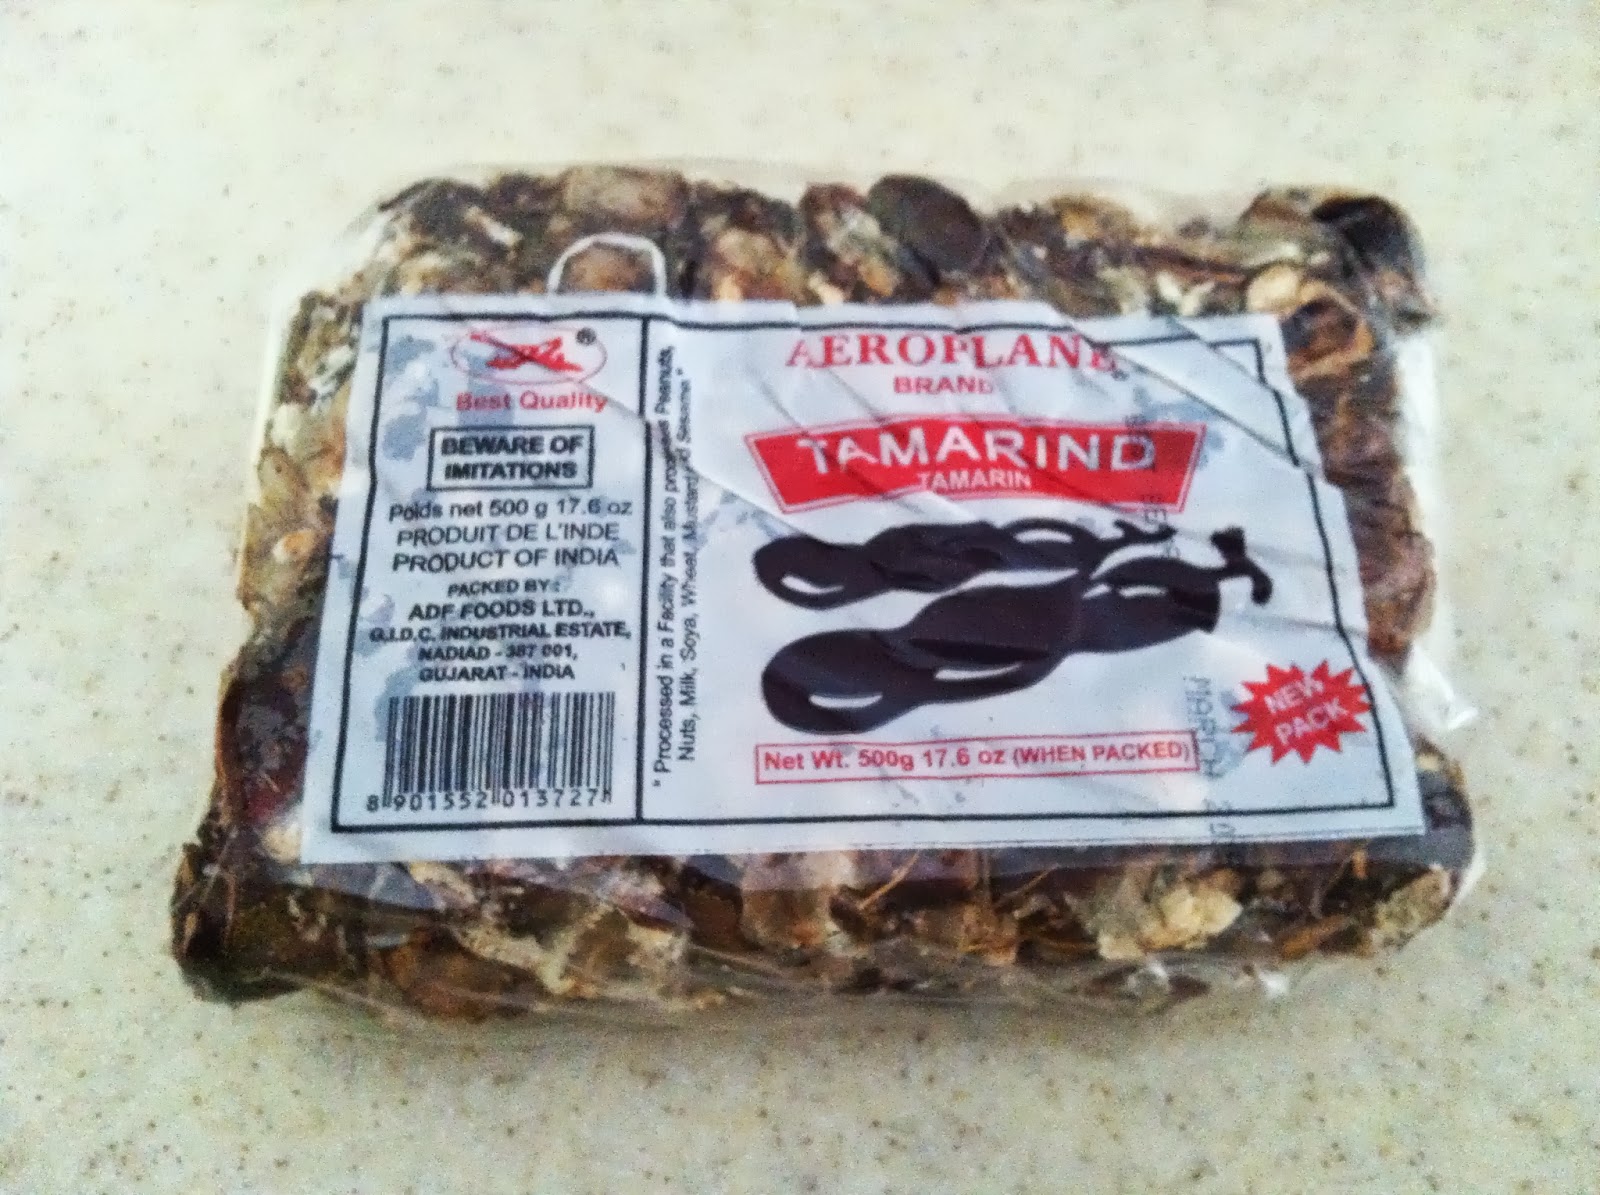 ®
Best Quality
BEWARE OF
IMITATIONS
Poids net 500 g 17.6 oz
PRODUIT DE L'INDE
PRODUCT OF INDIA
PACKED BY :
ADF FOODS LTD.,
G.I.D.C. INDUSTRIAL ESTATE,
NADIAD - 387 001,
GUJARAT - INDIA
8 901552 013727
" Processed in a Facility that also processes Peanuts,
Nuts, Milk, Soya, Wheat, Mustard and Sesame "
AEROPLANE
BRAND
TAMARIND
TAMARIN
Net Wt. 500g 17.6 oz (WHEN PACKED)
NEW
PACK
MARCH